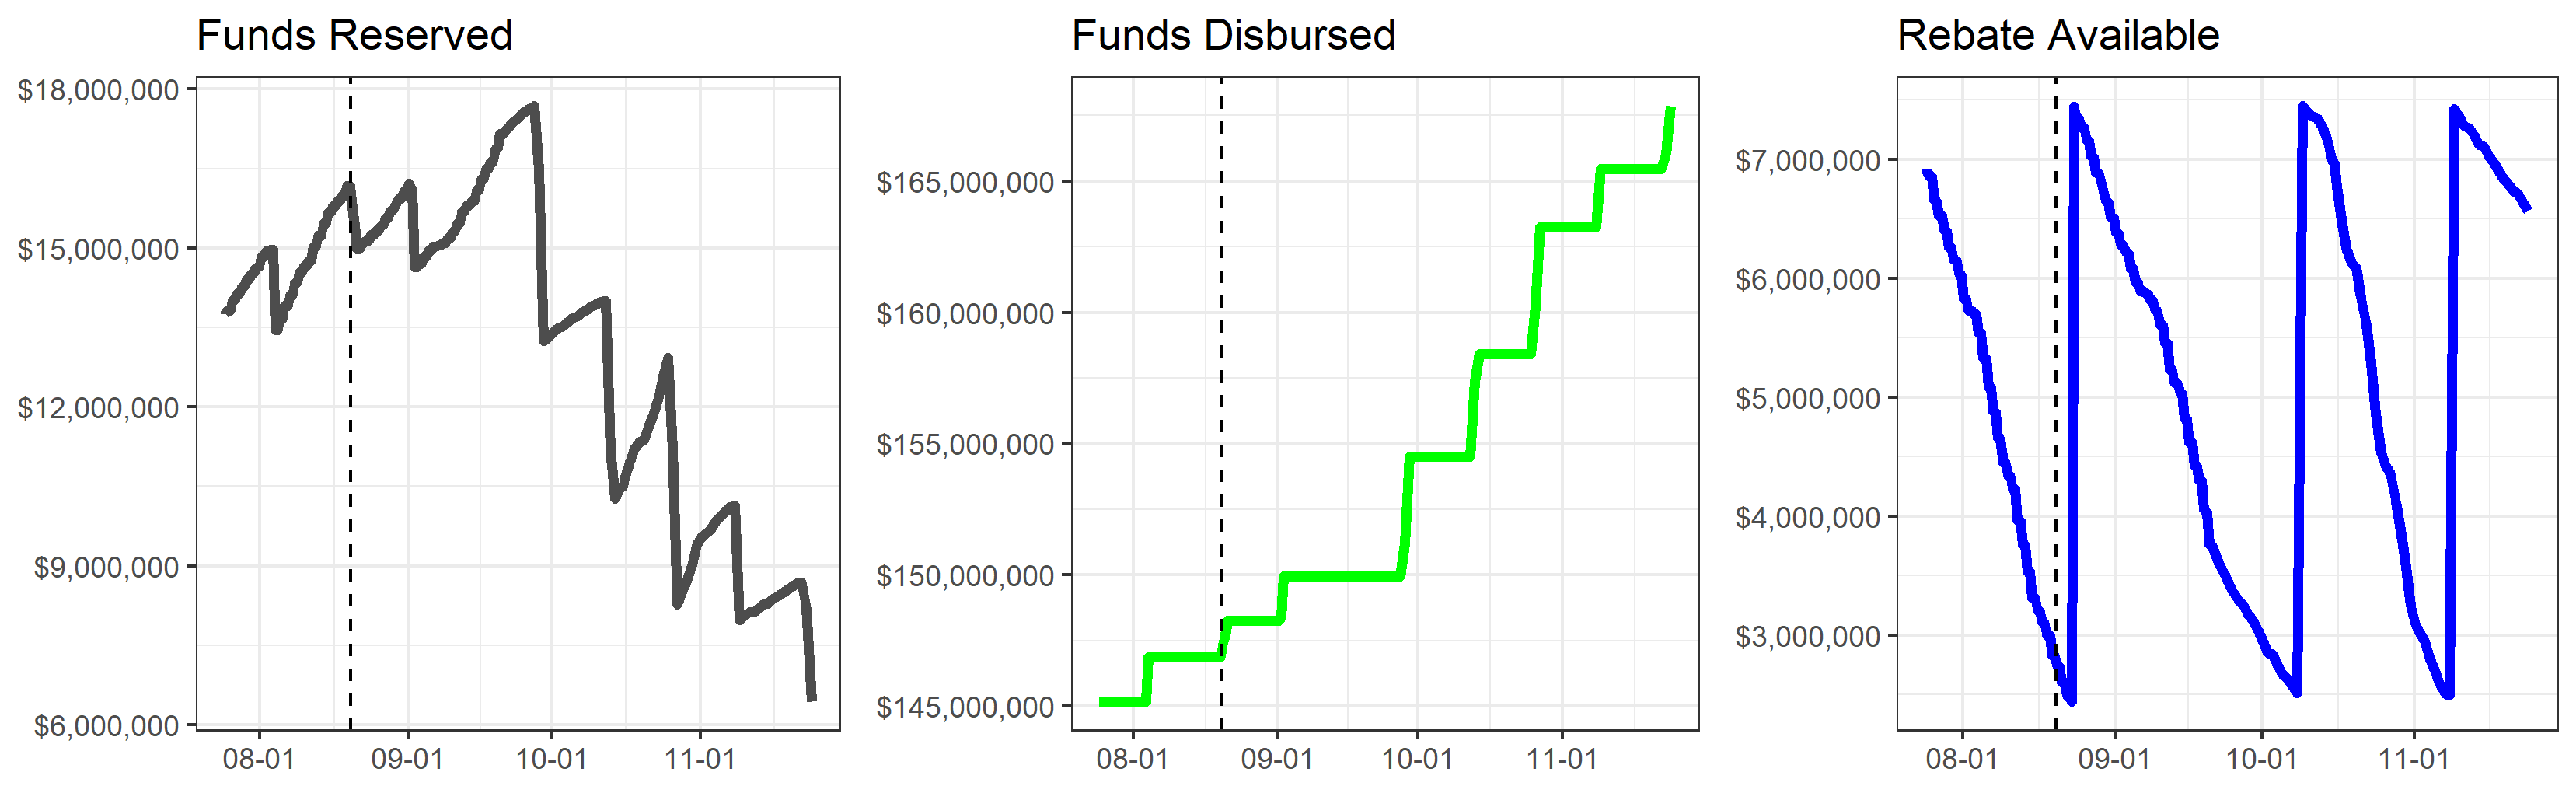 Funds Reserved
$18,000,000
$15,000,000
$12,000,000
$9,000,000
$6,000,000
08-01 09-01 10-01 11-01
Funds Disbursed
$165,000,000
$160,000,000
$155,000,000
$150,000,000
$145,000,000
08-01 09-01 10-01 11-01
Rebate Available
$7,000,000
$6,000,000
$5,000,000
$4,000,000
$3,000,000
08-01 09-01 10-01 11-01